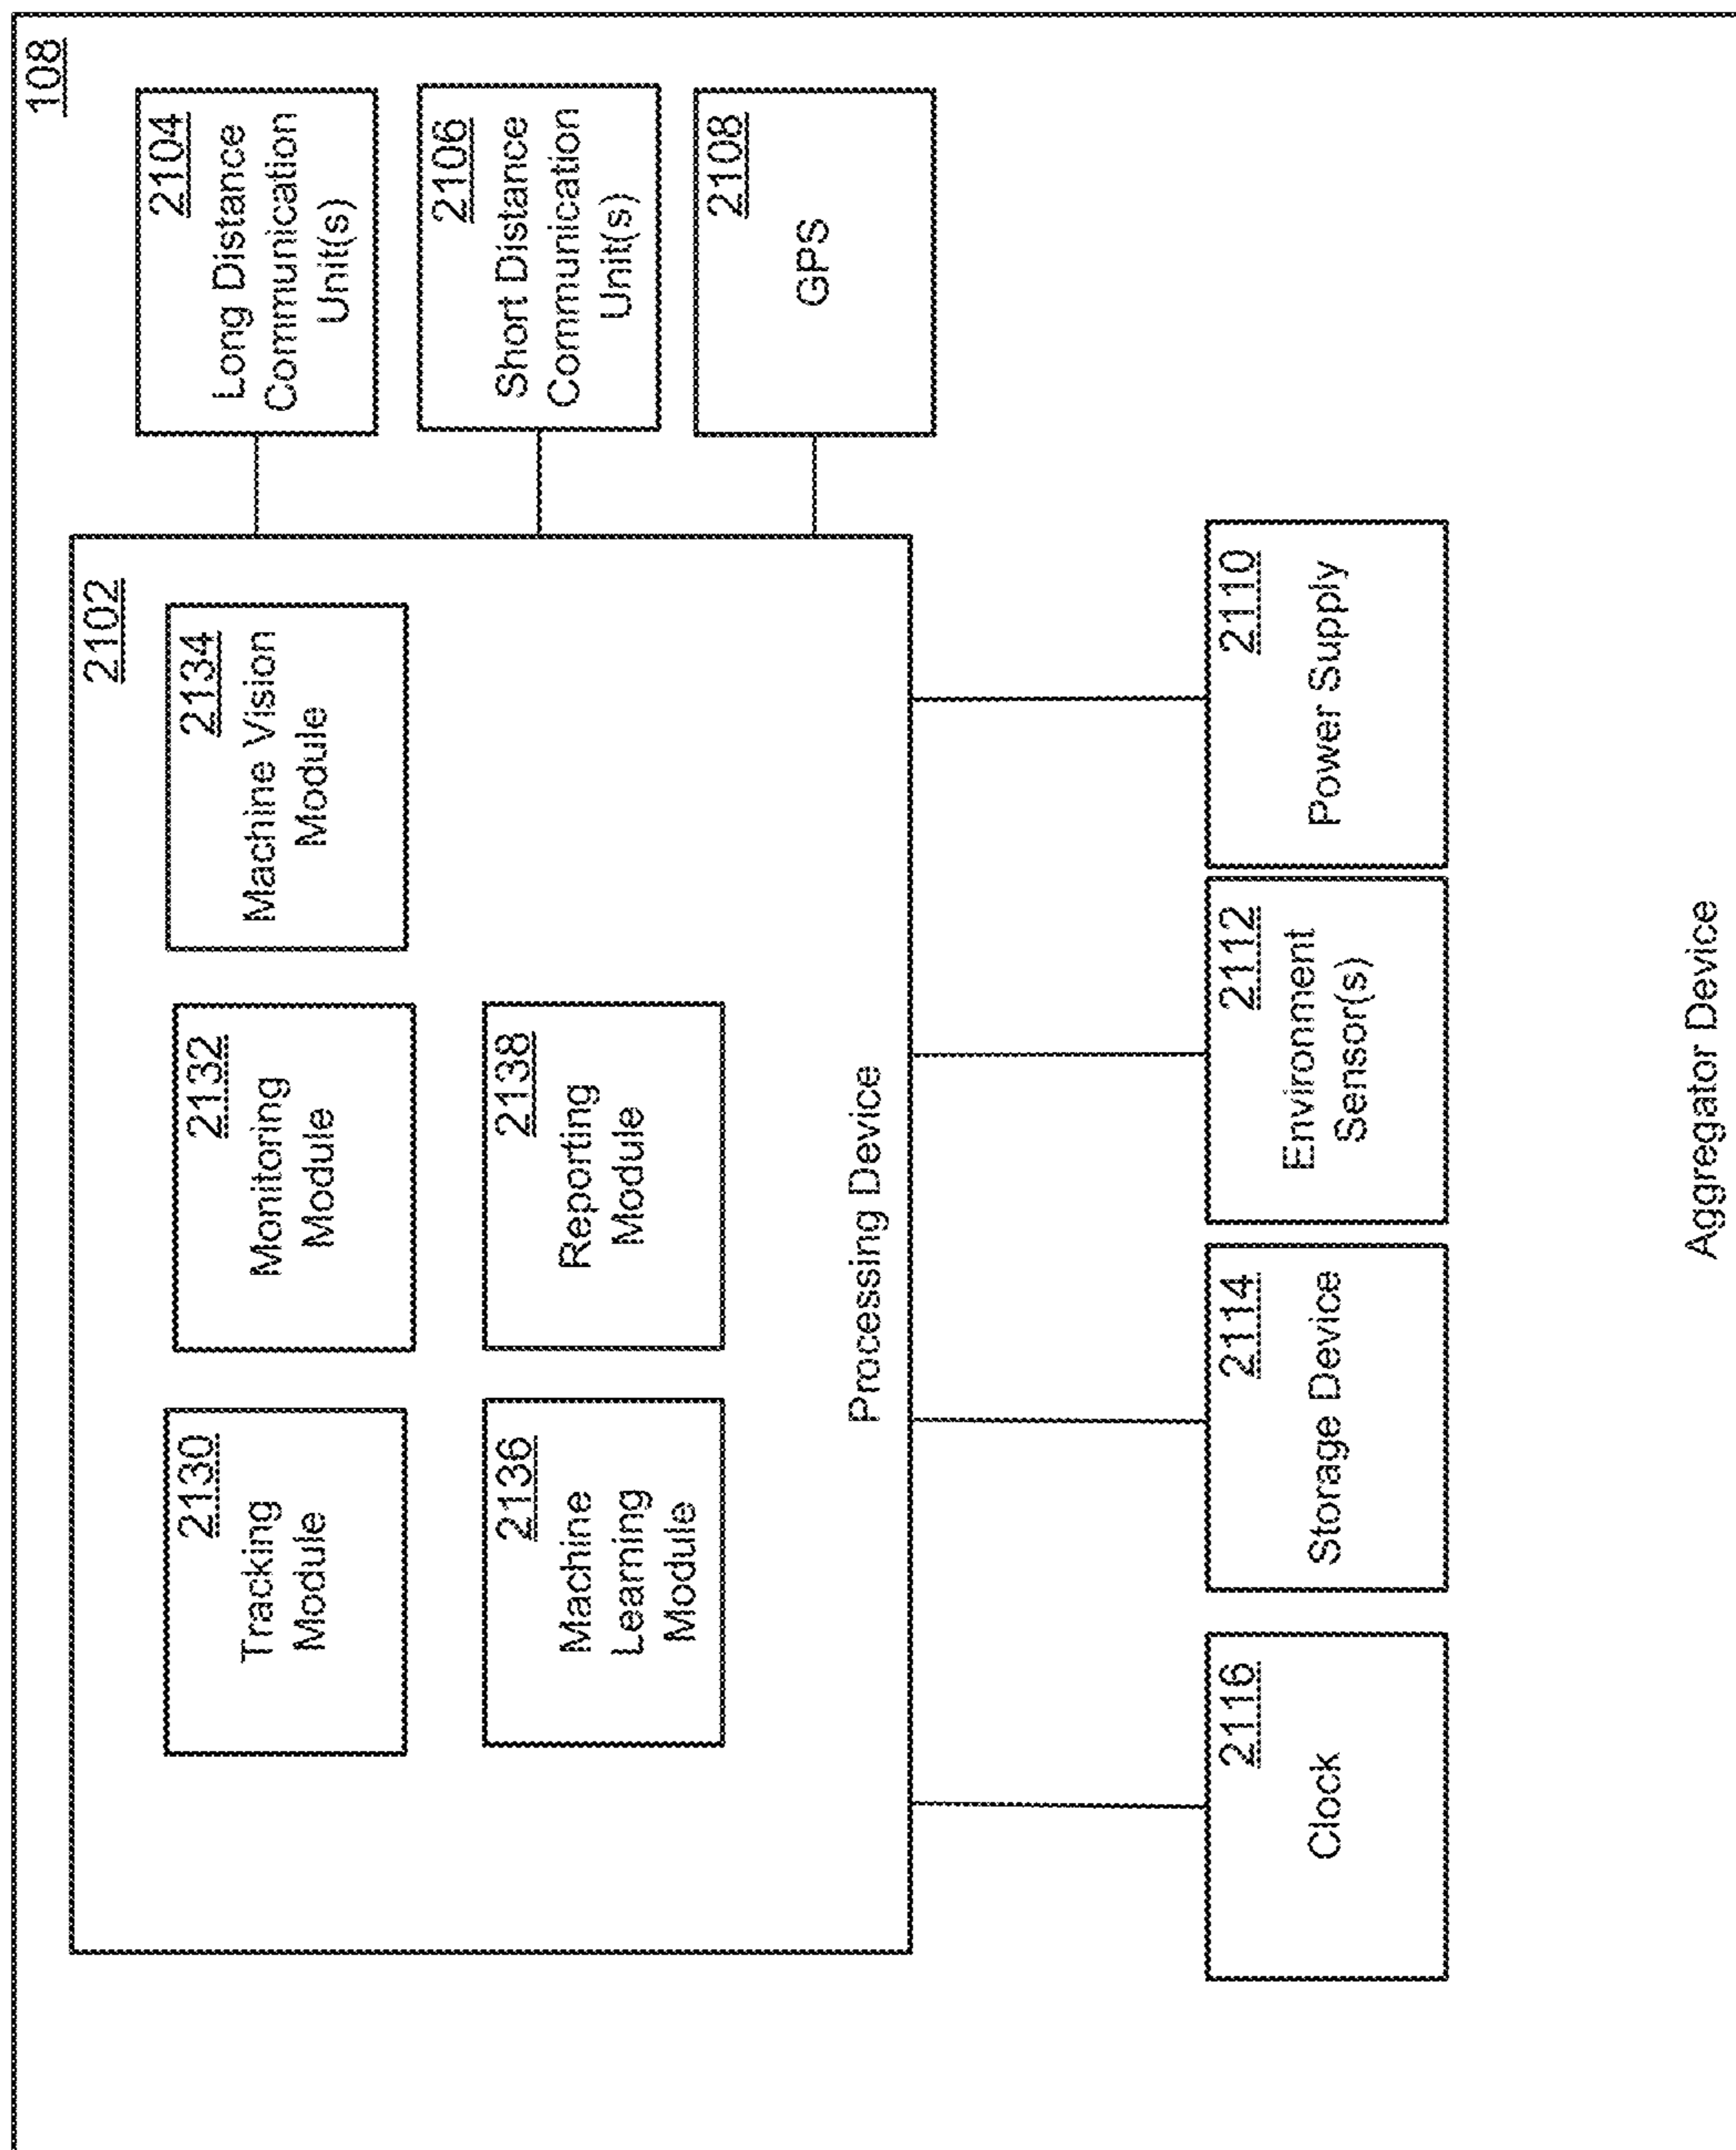 108
2102
2130
Tracking
Module
2132
Monitoring
Module
2134
Machine Vision
Module
2136
Machine
Learning
Module
2138
Reporting
Module
Processing Device
2104
Long Distance
Communication
Unit(s)
2106
Short Distance
Communication
Unit(s)
2108
GPS
2116
Clock
2114
Storage Device
2112
Environment
Sensor(s)
2110
Power Supply
Aggregator Device